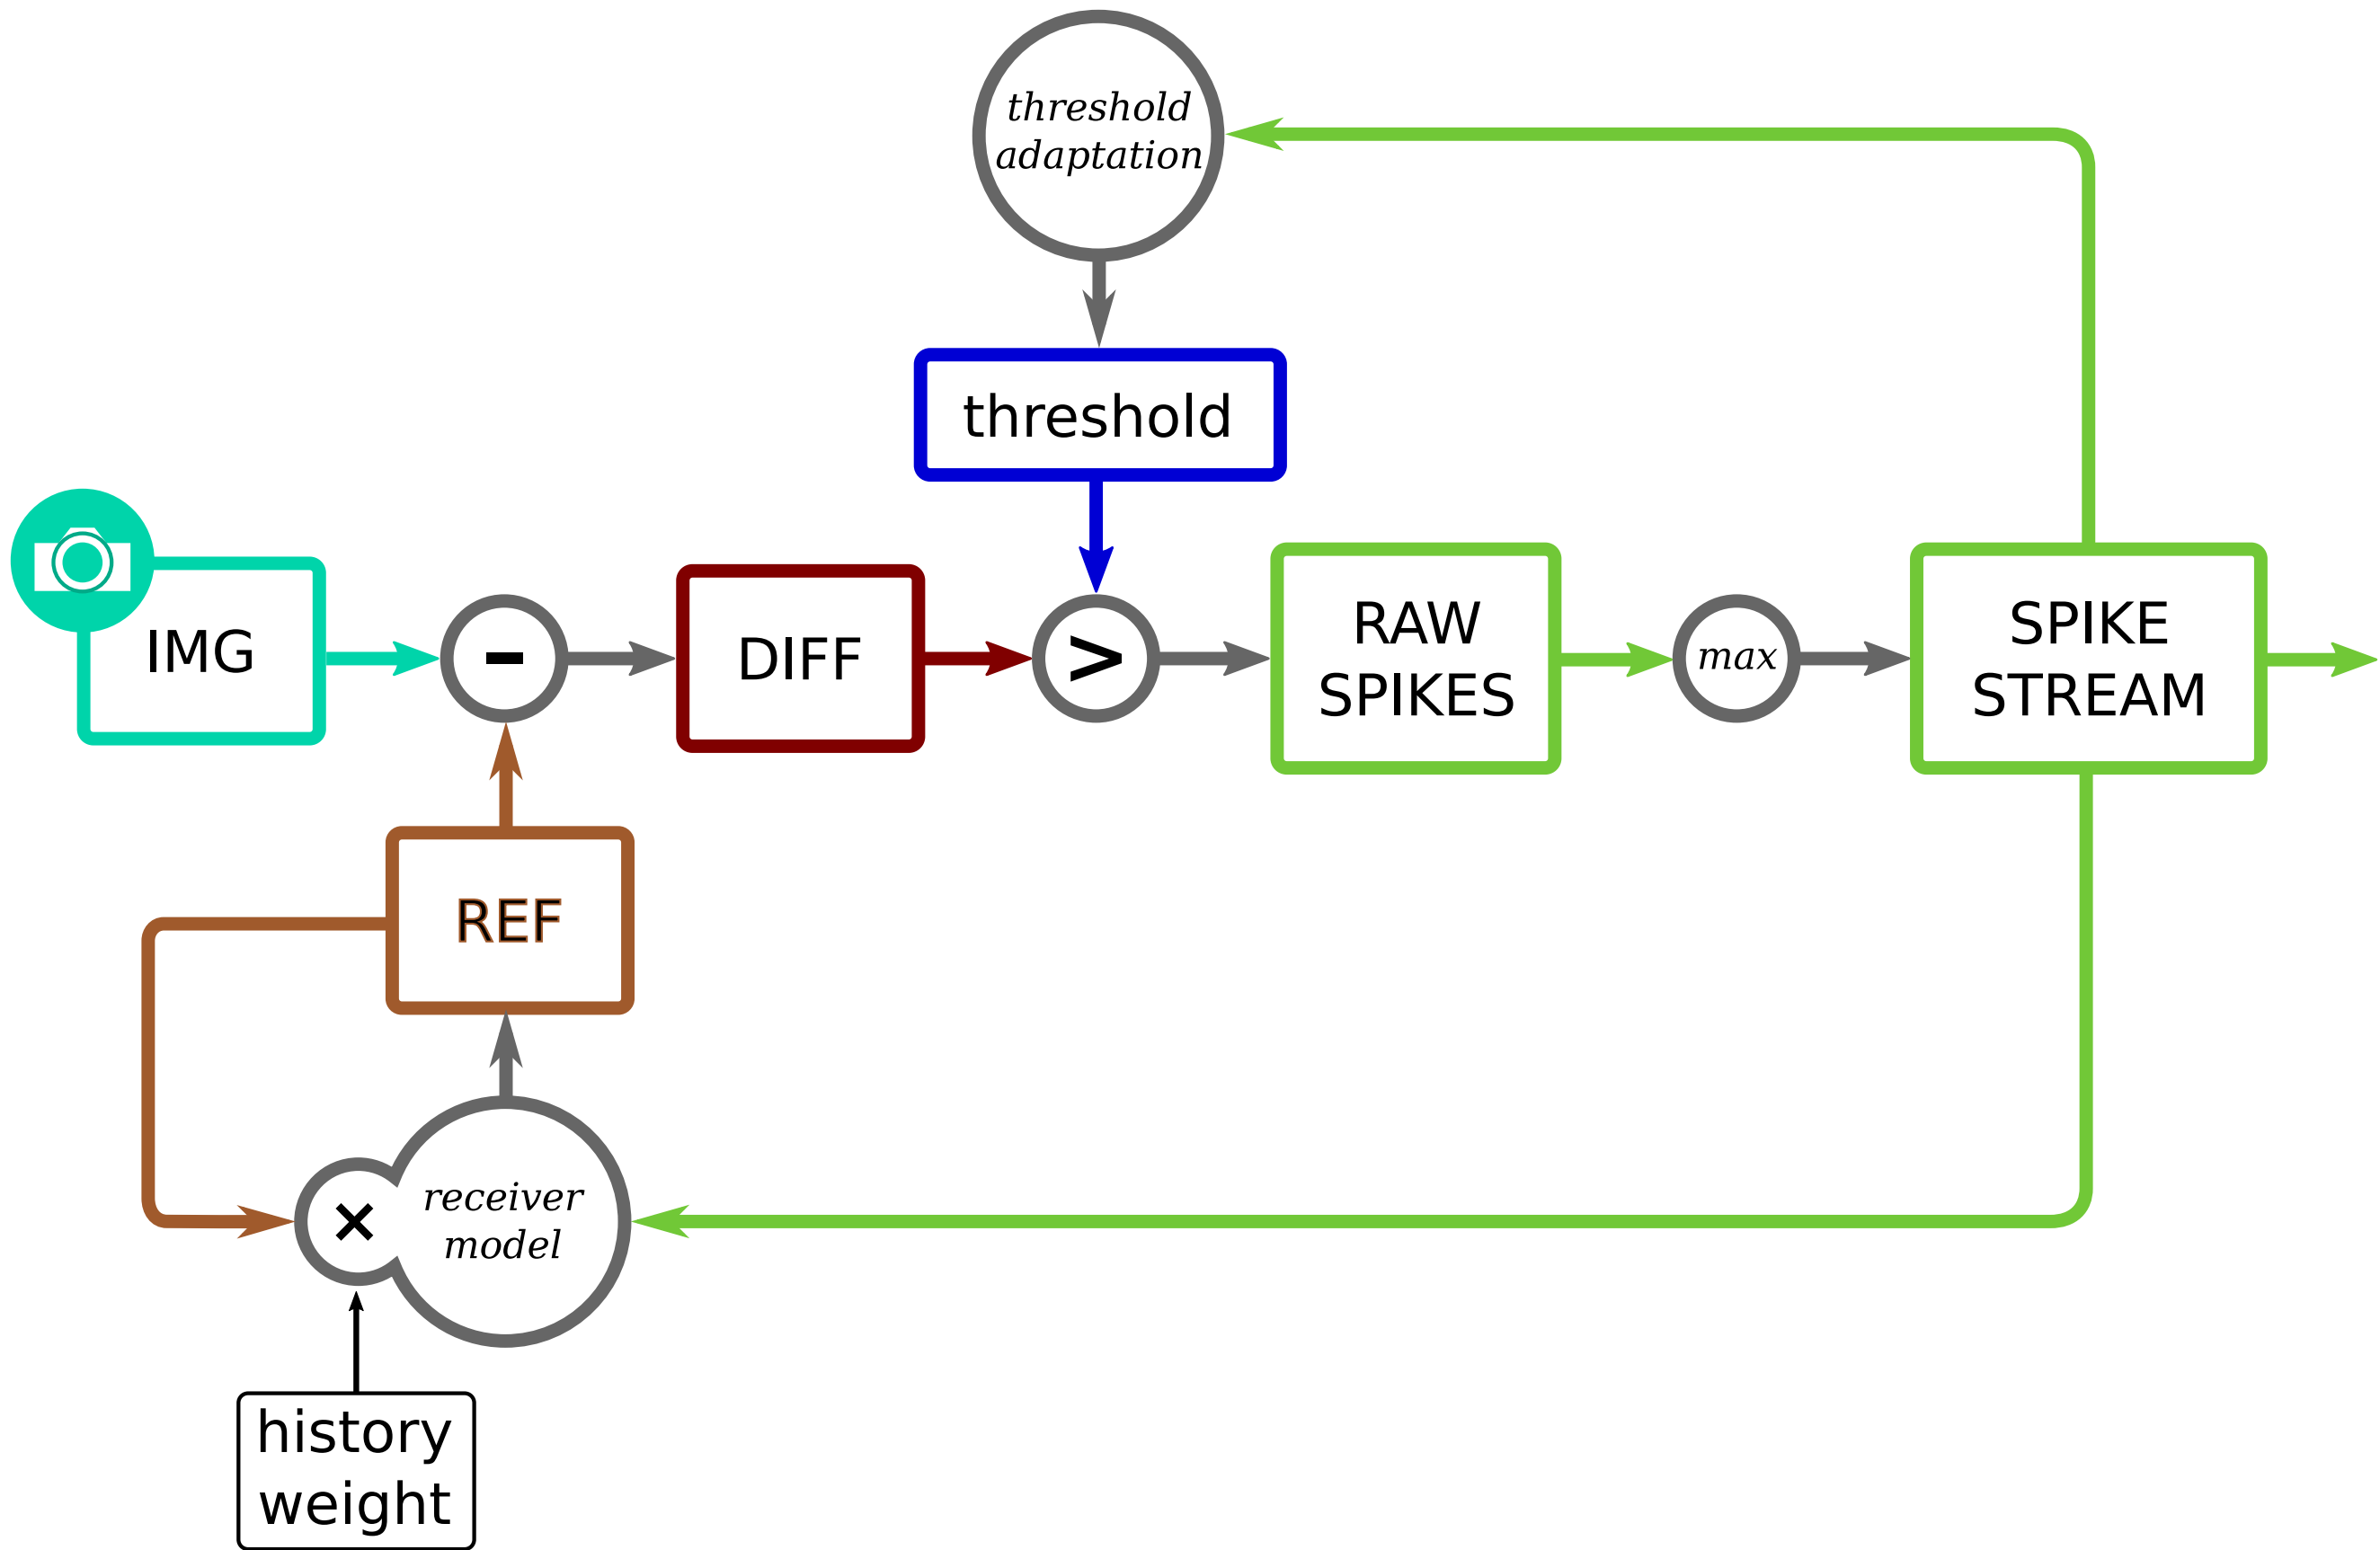 threshold
adaptation
threshold
IMG
-
DIFF
>
RAW
SPIKES
max
SPIKE
STREAM
REF
×
receiver
model
history
weight